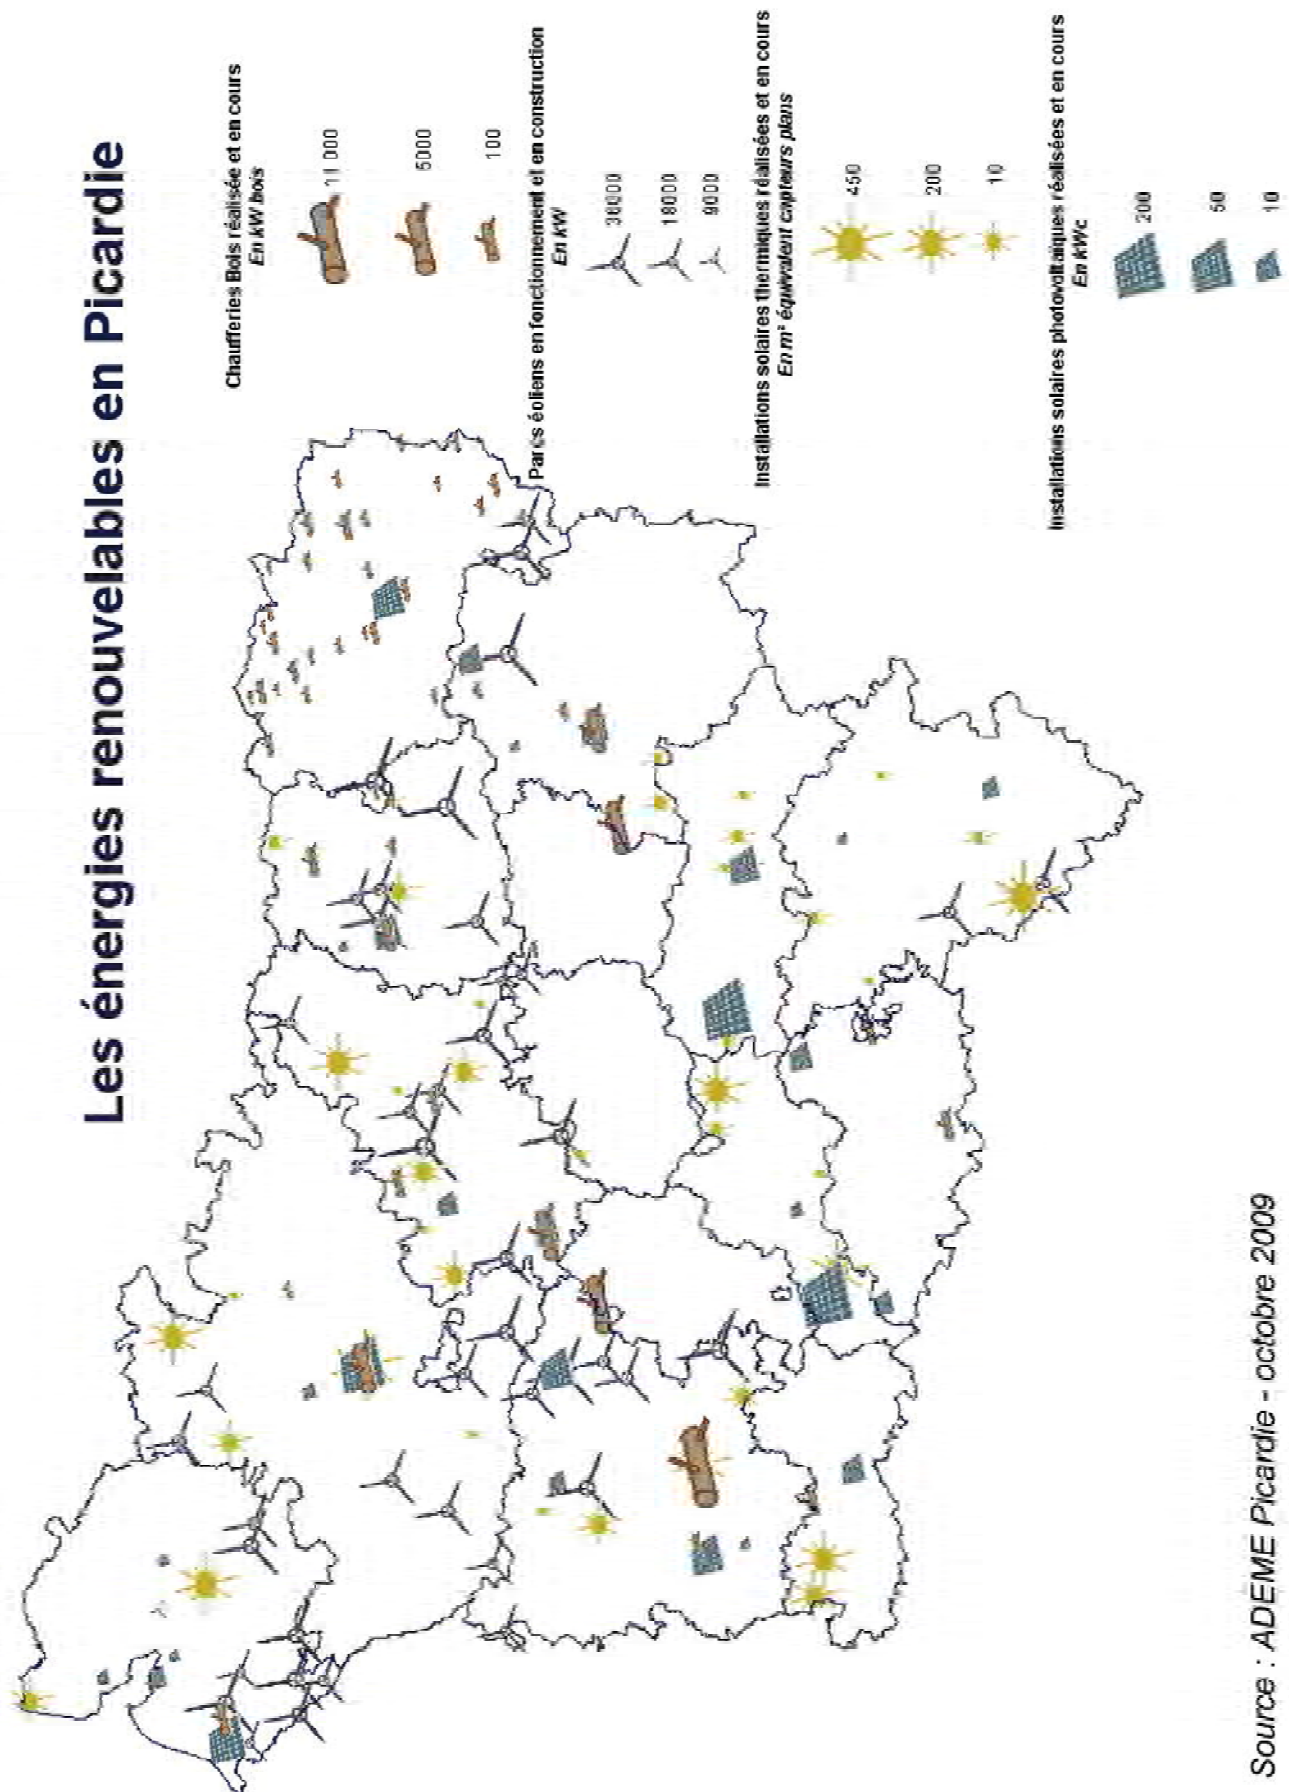 Les énergies renouvelables en Picardie
Chaufferies Bois réalisée et en cours
En kW bois
11 000
5000
100
Parcs éoliens en fonctionnement et en construction
En kW
30000
18000
9000
Installations solaires thermiques réalisées et en cours
En m² équivalent capteurs plans
450
200
10
Installations solaires photovoltaïques réalisées et en cours
En kWc
200
50
10
Source : ADEME Picardie - octobre 2009